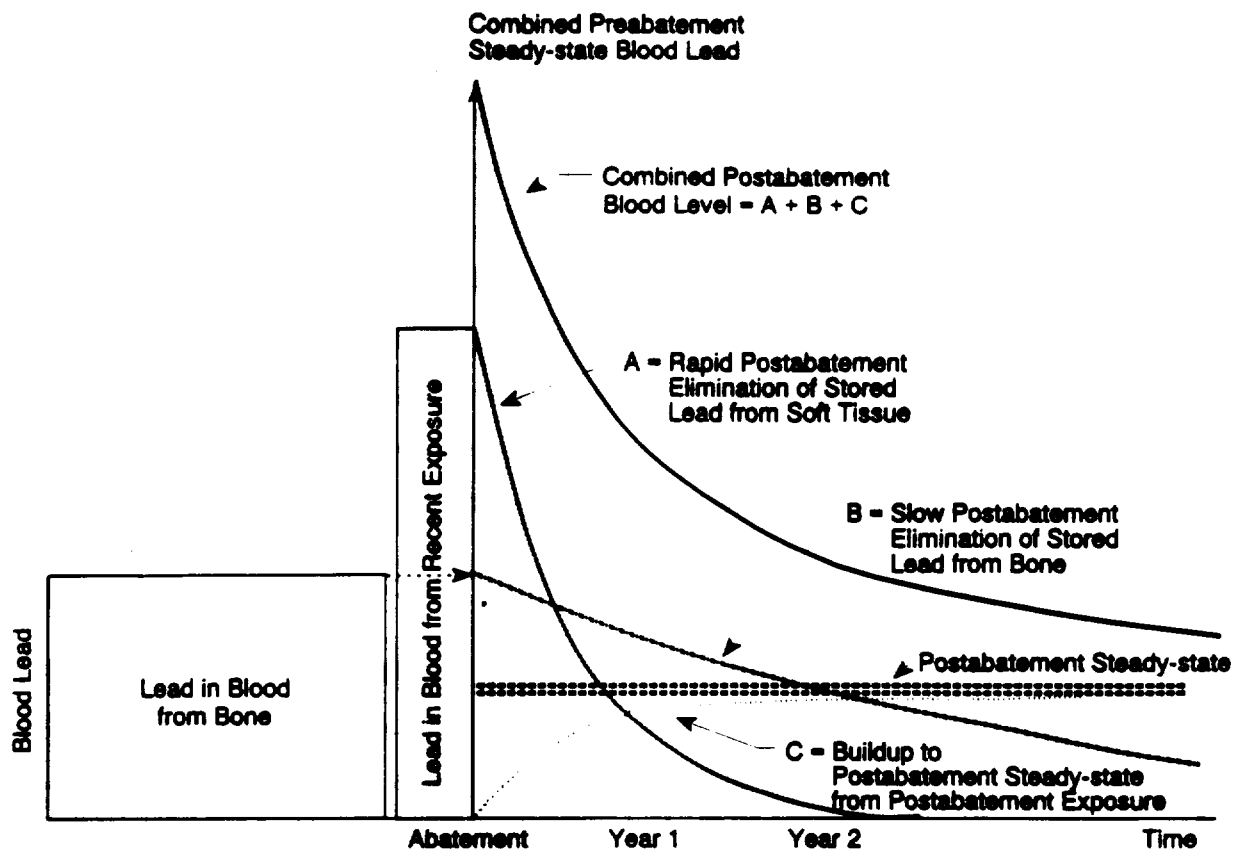 Combined Preabatement
Steady-state Blood Lead
Combined Postabatement
Blood Level = A + B + C
A = Rapid Postabatement
Elimination of Stored
Lead from Soft Tissue
B = Slow Postabatement
Elimination of Stored
Lead from Bone
Postabatement Steady-state
C = Buildup to
Postabatement Steady-state
from Postabatement Exposure
Lead in Blood from Recent Exposure
Lead in Blood
from Bone
Blood Lead
Abatement Year 1 Year 2 Time